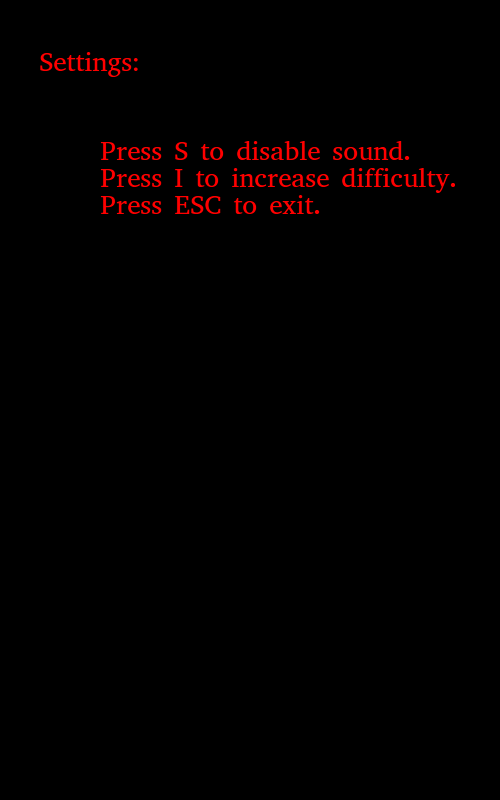 Settings:
Press S to disable sound.
Press I to increase difficulty.
Press ESC to exit.